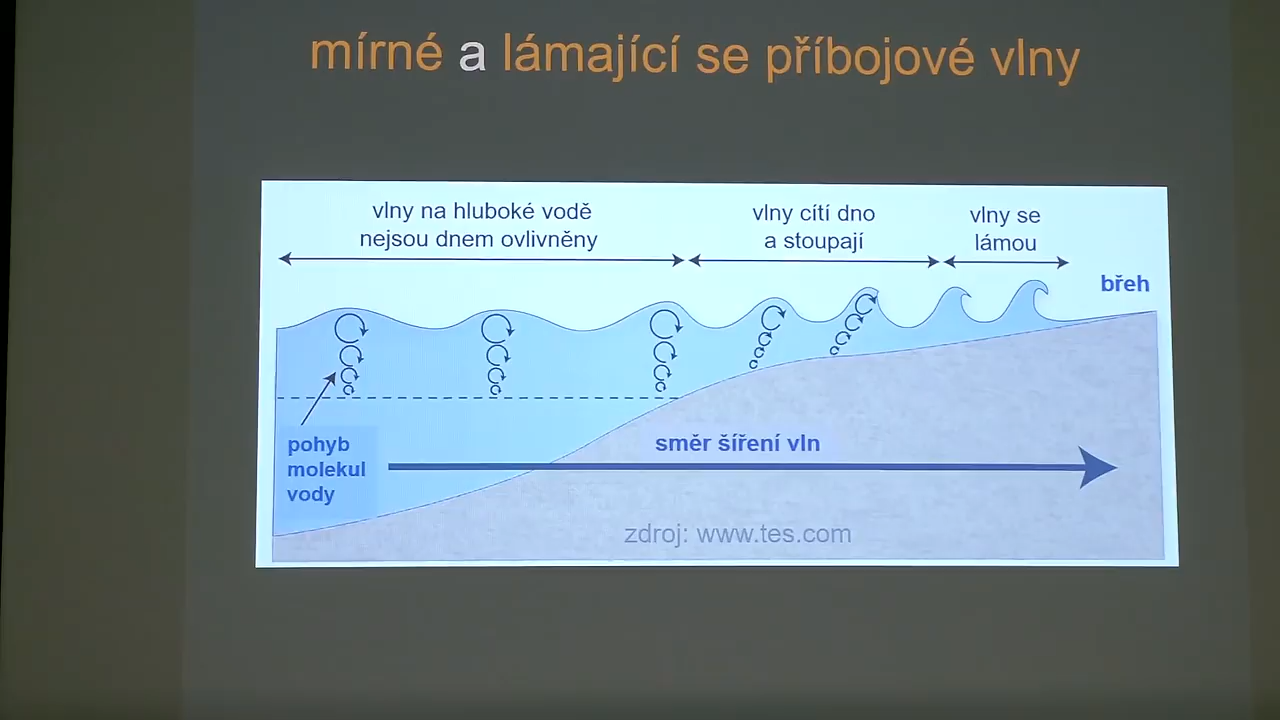 mírné a lámající se příbojové vlny
vlny na hluboké vodě
nejsou dnem ovlivněny
vlny cítí dno
a stoupají
vlny se
lámou
břeh
pohyb
molekul
vody
směr šíření vln
zdroj: www.tes.com